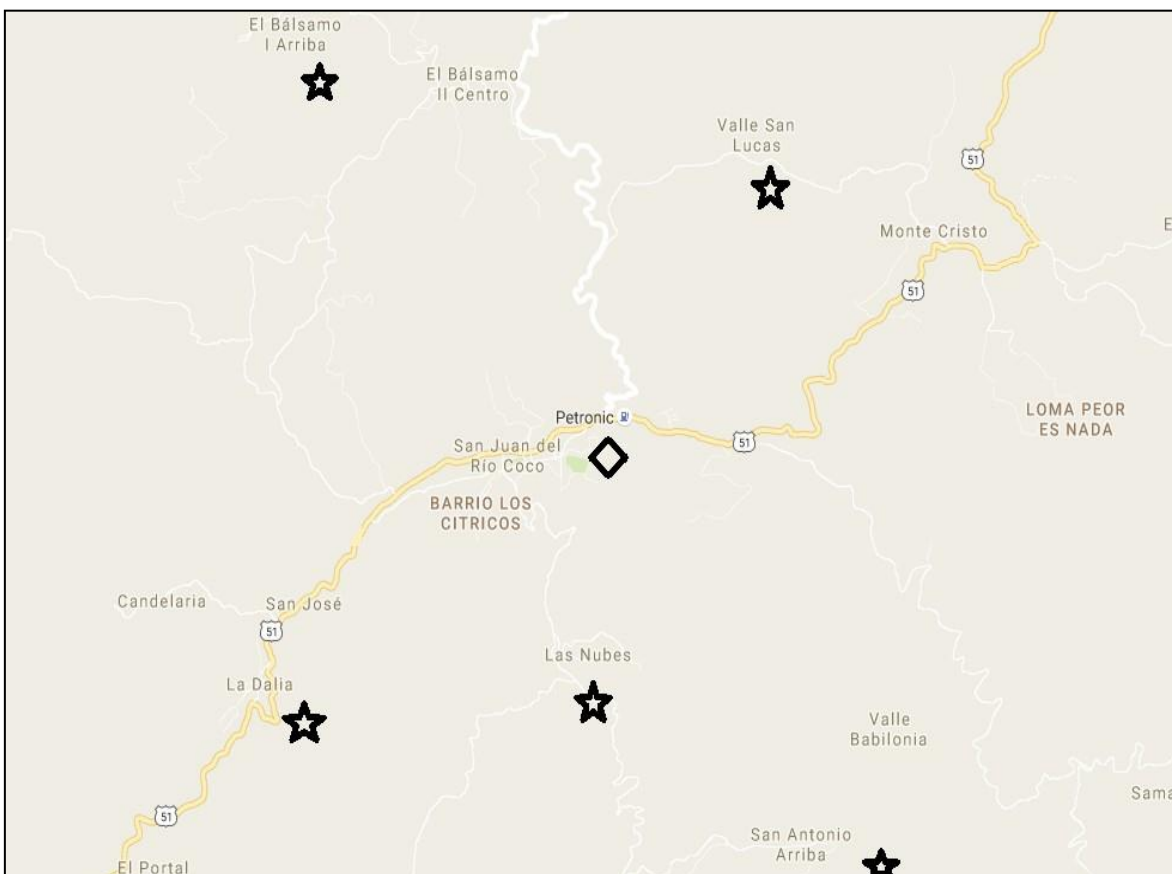 El Bálsamo
I Arriba
El Bálsamo
II Centro
Valle San
Lucas
51
Monte Cristo
E
51
LOMA PEOR
ES NADA
Petronic
51
San Juan del
Río Coco
BARRIO LOS
CITRICOS
Candelaria
San José
51
Las Nubes
La Dalia
Valle
Babilonia
Sama
51
San Antonio
Arriba
El Portal